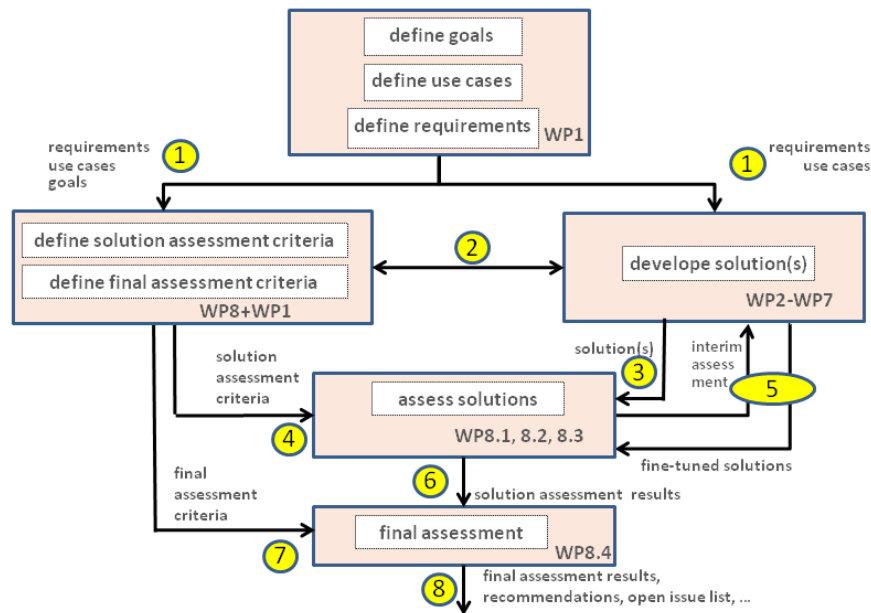 define goals
define use cases
define requirements
WP1
requirements
use cases
goals
1
1
requirements
use cases
define solution assessment criteria
define final assessment criteria
WP8+WP1
2
develope solution(s)
WP2-WP7
solution
assessment
criteria
solution(s)
3
interim
assess
ment
5
4
assess solutions
WP8.1, 8.2, 8.3
fine-tuned solutions
6
solution assessment results
final
assessment
criteria
7
final assessment
WP8.4
8
final assessment results,
recommendations, open issue list, ...